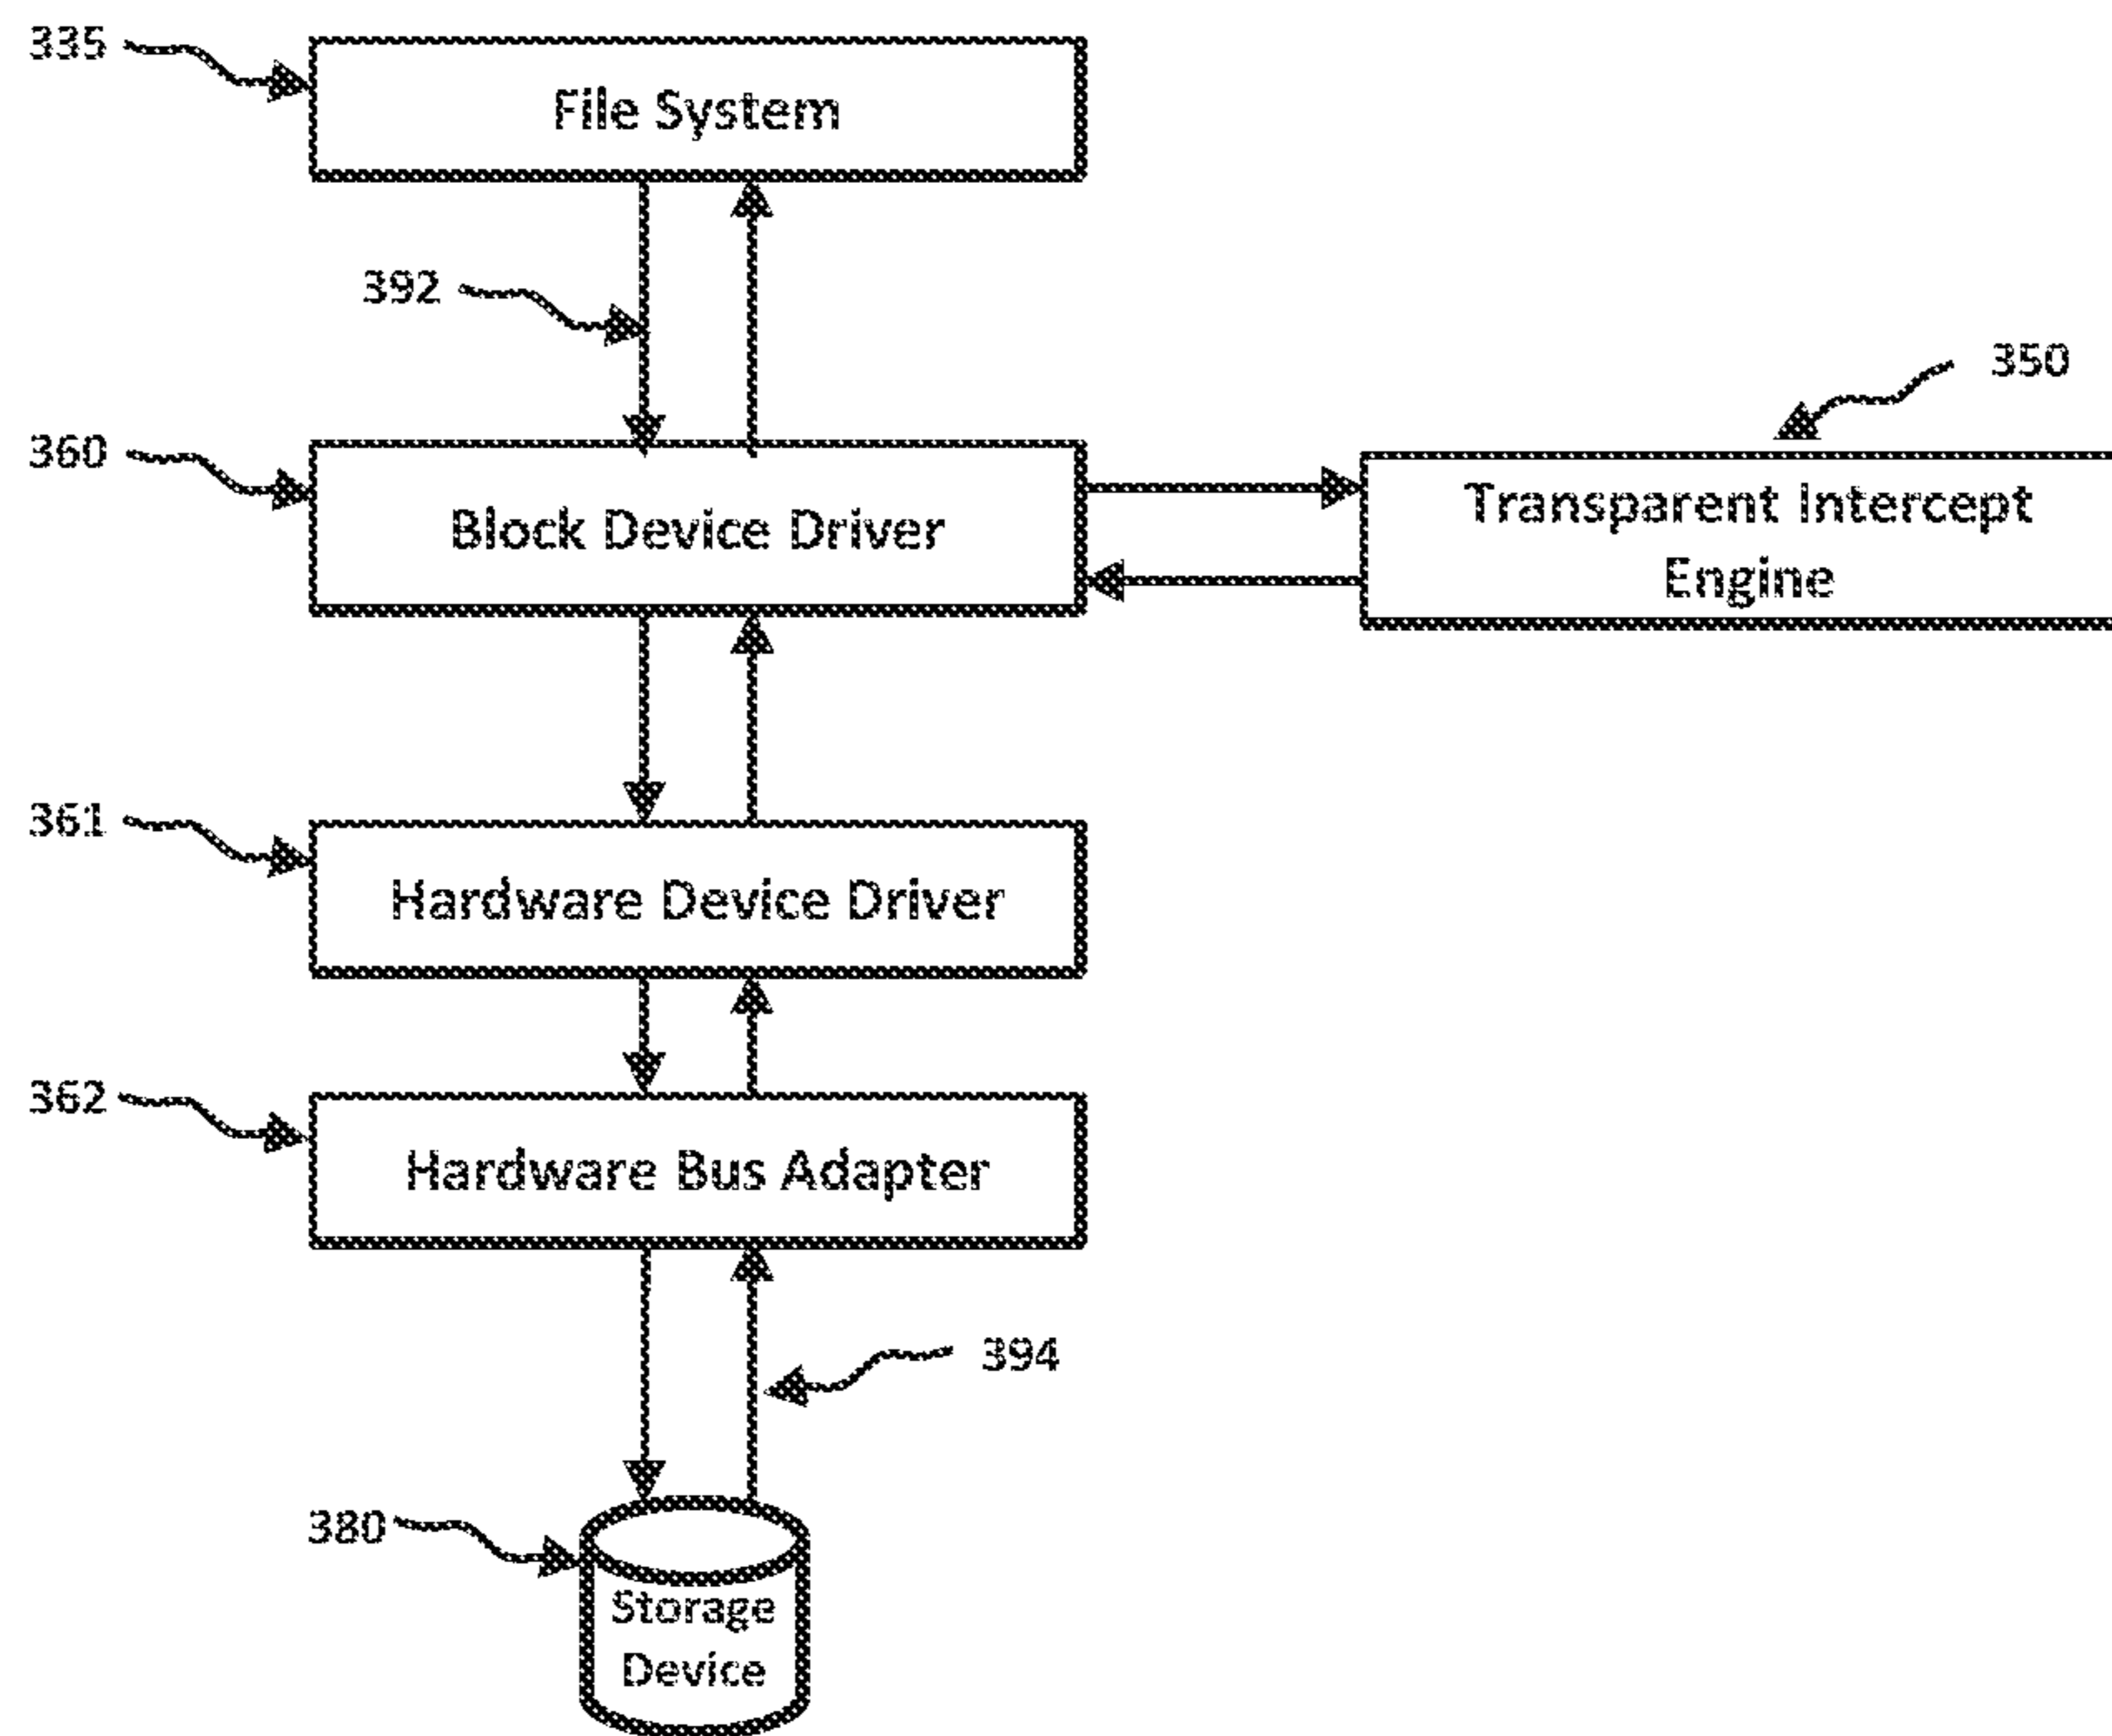 335
File System
392
350
360
Block Device Driver
Transparent Intercept
Engine
361
Hardware Device Driver
362
Hardware Bus Adapter
394
380
Storage
Device